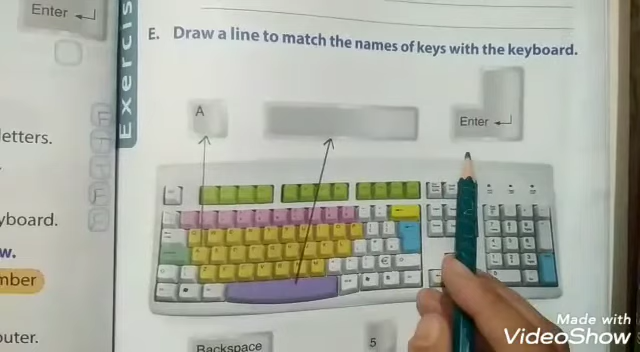 Enter
Exercis
E. Draw a line to match the names of keys with the keyboard.
A
Enter
etters.
yboard.
w.
mber
outer.
Backspace
5
Made with
VideoShow